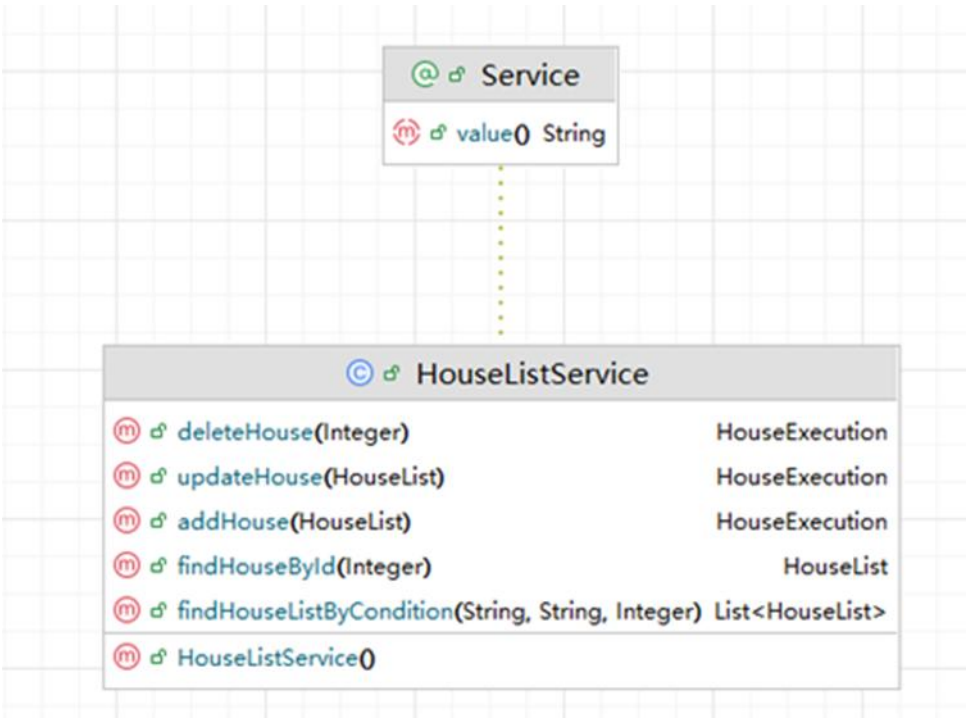 @ Service
m value() String
C HouseListService
m deleteHouse(Integer) HouseExecution
m updateHouse(HouseList) HouseExecution
m addHouse(HouseList) HouseExecution
m findHouseById(Integer) HouseList
m findHouseListByCondition(String, String, Integer) List<HouseList>
m HouseListService()